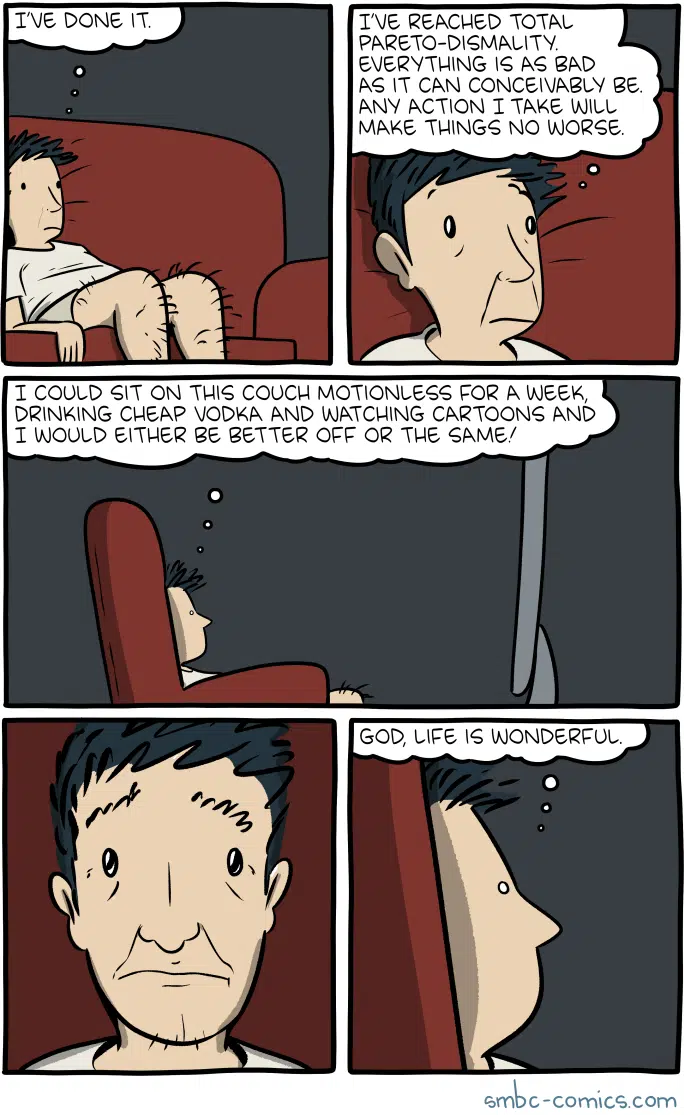 I'VE DONE IT.
I'VE REACHED TOTAL
PARETO-DISMALITY.
EVERYTHING IS AS BAD
AS IT CAN CONCEIVABLY BE.
ANY ACTION I TAKE WILL
MAKE THINGS NO WORSE.
I COULD SIT ON THIS COUCH MOTIONLESS FOR A WEEK,
DRINKING CHEAP VODKA AND WATCHING CARTOONS AND
I WOULD EITHER BE BETTER OFF OR THE SAME!
GOD, LIFE IS WONDERFUL.
smbc-comics.com